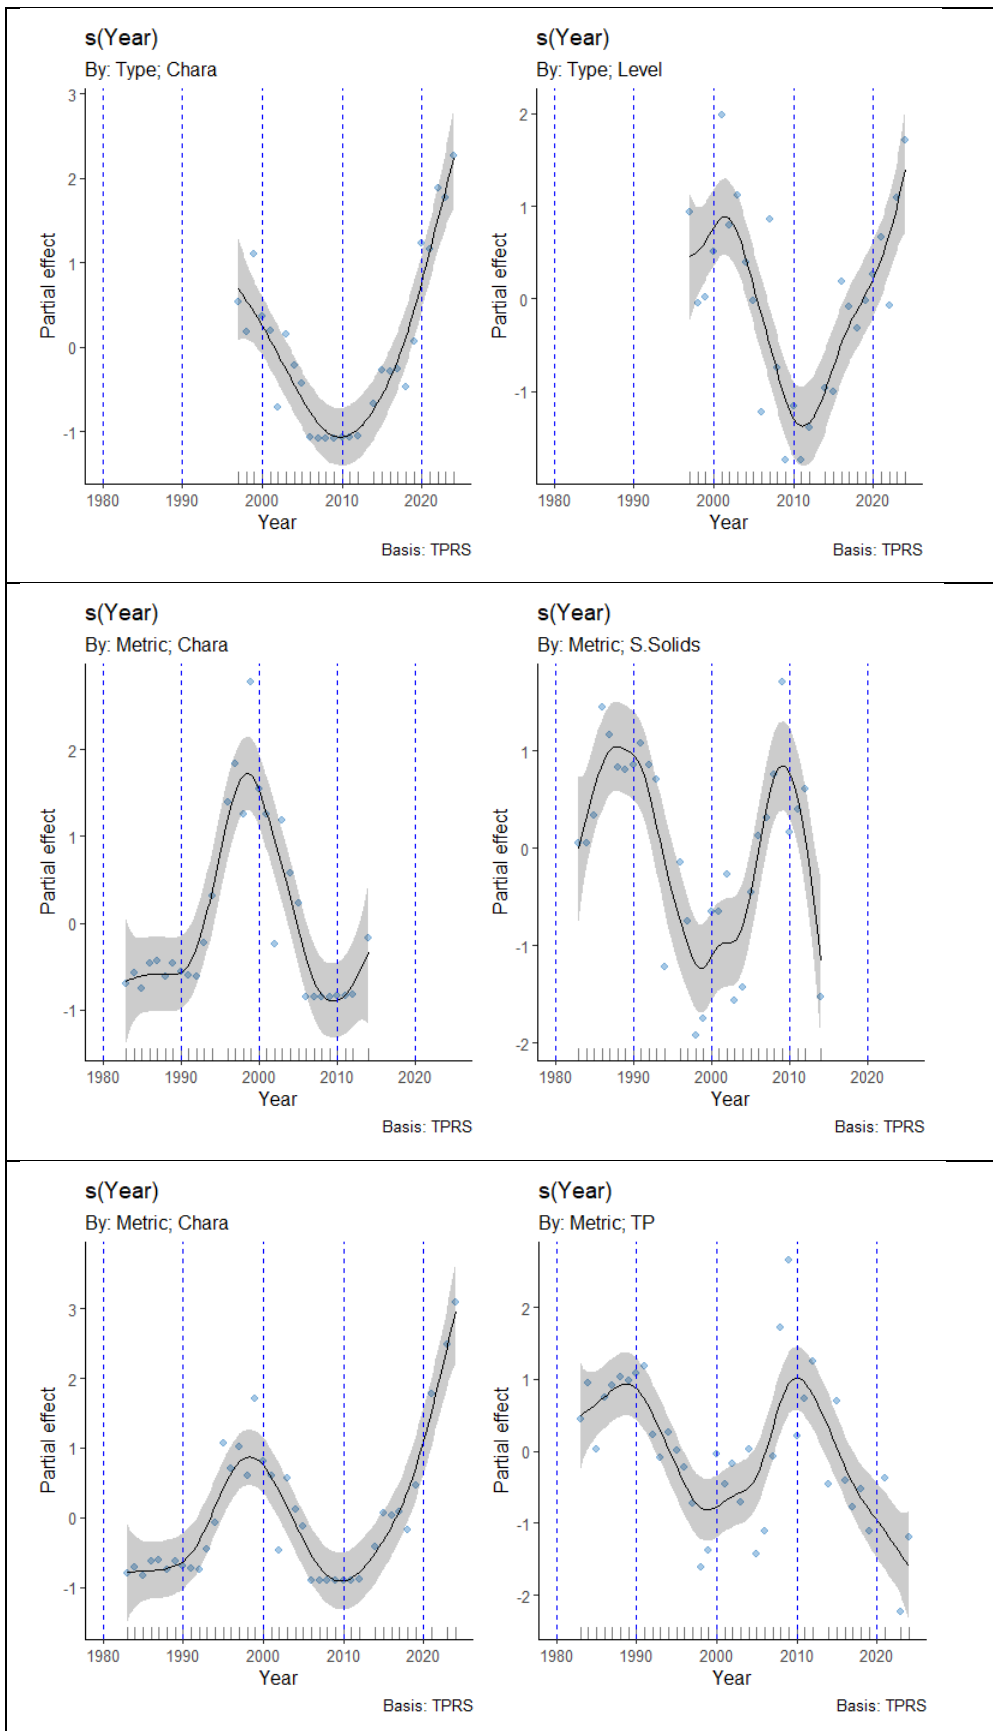 s(Year)
By: Type; Chara
3
2
1
0
-1
Partial effect
1980 1990 2000 2010 2020
Year
Basis: TPRS
s(Year)
By: Type; Level
2
1
0
-1
Partial effect
1980 1990 2000 2010 2020
Year
Basis: TPRS
s(Year)
By: Metric; Chara
2
1
0
-1
Partial effect
1980 1990 2000 2010 2020
Year
Basis: TPRS
s(Year)
By: Metric; S.Solids
1
0
-1
-2
Partial effect
1980 1990 2000 2010 2020
Year
Basis: TPRS
s(Year)
By: Metric; Chara
3
2
1
0
-1
Partial effect
1980 1990 2000 2010 2020
Year
Basis: TPRS
s(Year)
By: Metric; TP
2
1
0
-1
-2
Partial effect
1980 1990 2000 2010 2020
Year
Basis: TPRS